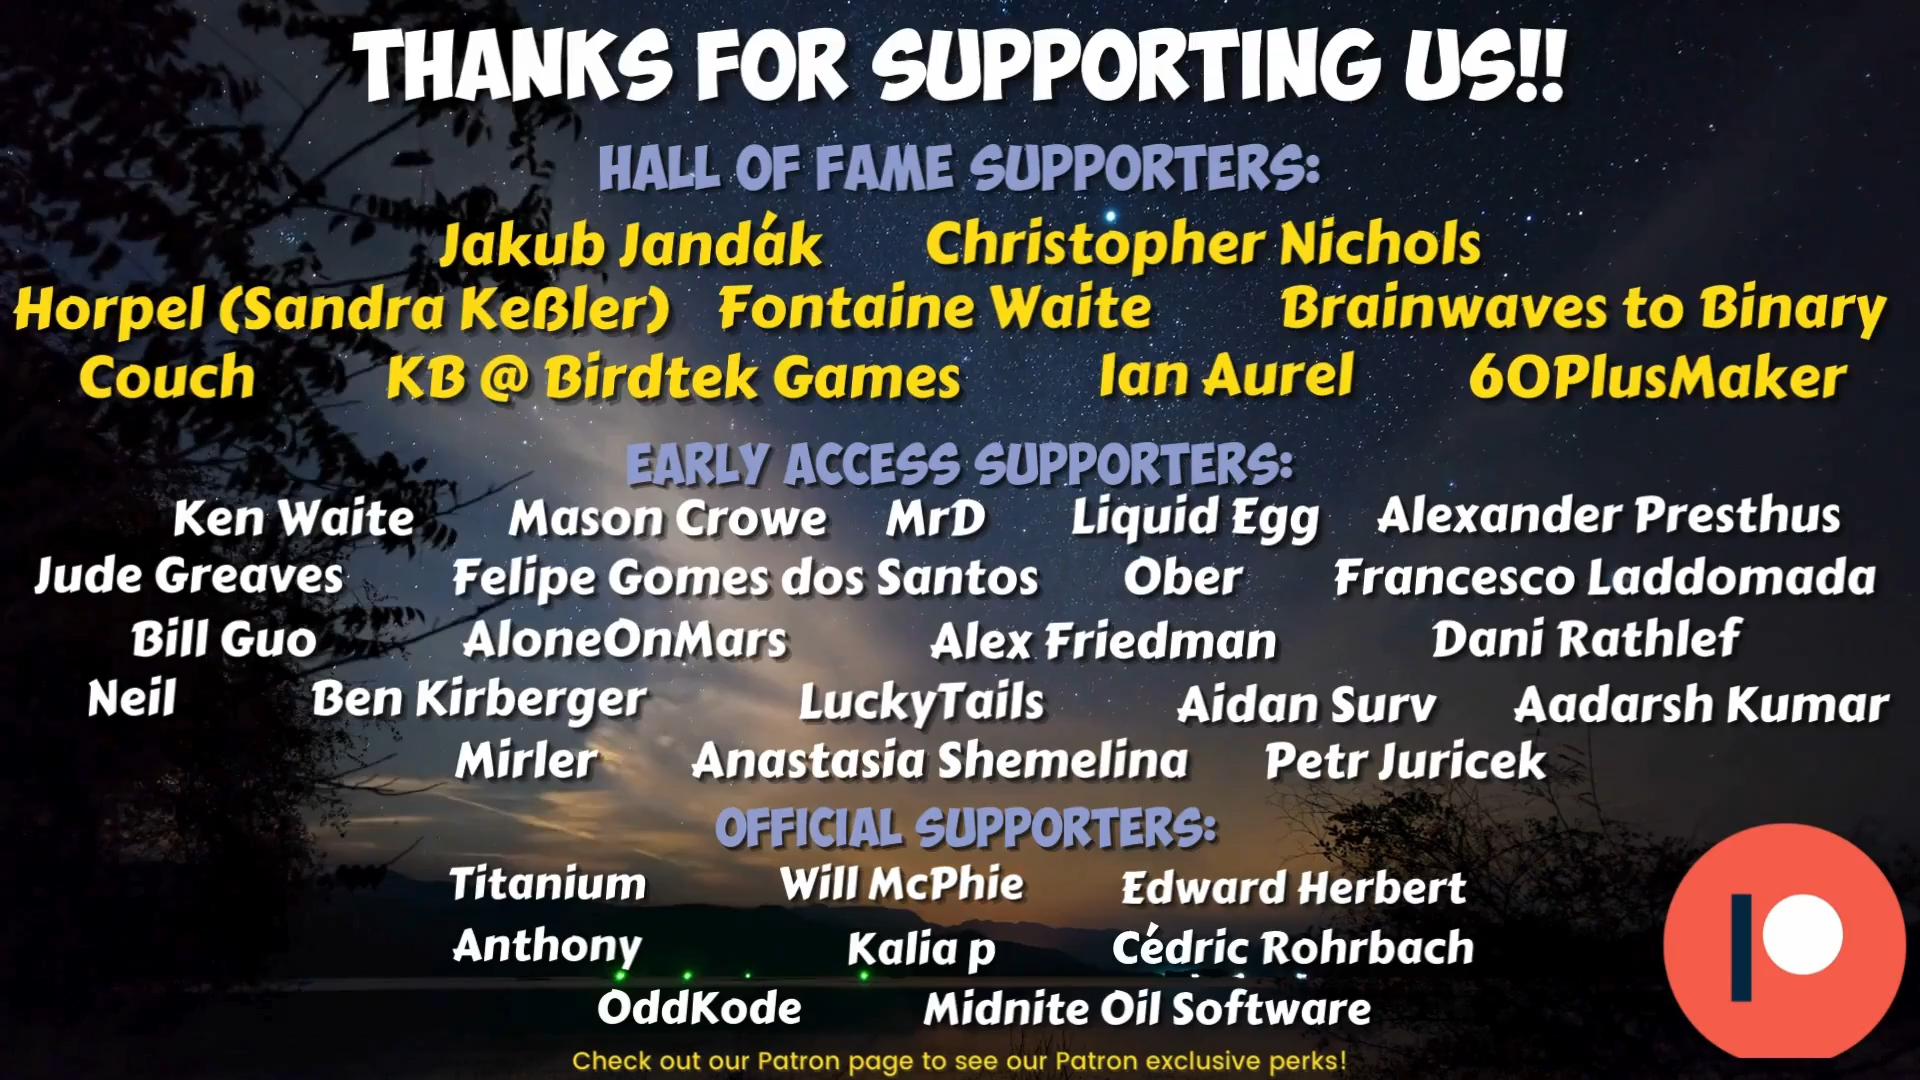 THANKS FOR SUPPORTING US!!
HALL OF FAME SUPPORTERS:
Jakub Jandák Christopher Nichols
Horpel (Sandra Keßler) Fontaine Waite Brainwaves to Binary
Couch KB @ Birdtek Games Ian Aurel 60PlusMaker
EARLY ACCESS SUPPORTERS:
Ken Waite Mason Crowe MrD Liquid Egg Alexander Presthus
Jude Greaves Felipe Gomes dos Santos Ober Francesco Laddomada
Bill Guo AloneOnMars Alex Friedman Dani Rathlef
Neil Ben Kirberger LuckyTails Aidan Surv Aadarsh Kumar
Mirler Anastasia Shemelina Petr Juricek
OFFICIAL SUPPORTERS:
Titanium Will McPhie Edward Herbert
Anthony Kalia p Cédric Rohrbach
OddKode Midnite Oil Software
Check out our Patron page to see our Patron exclusive perks!